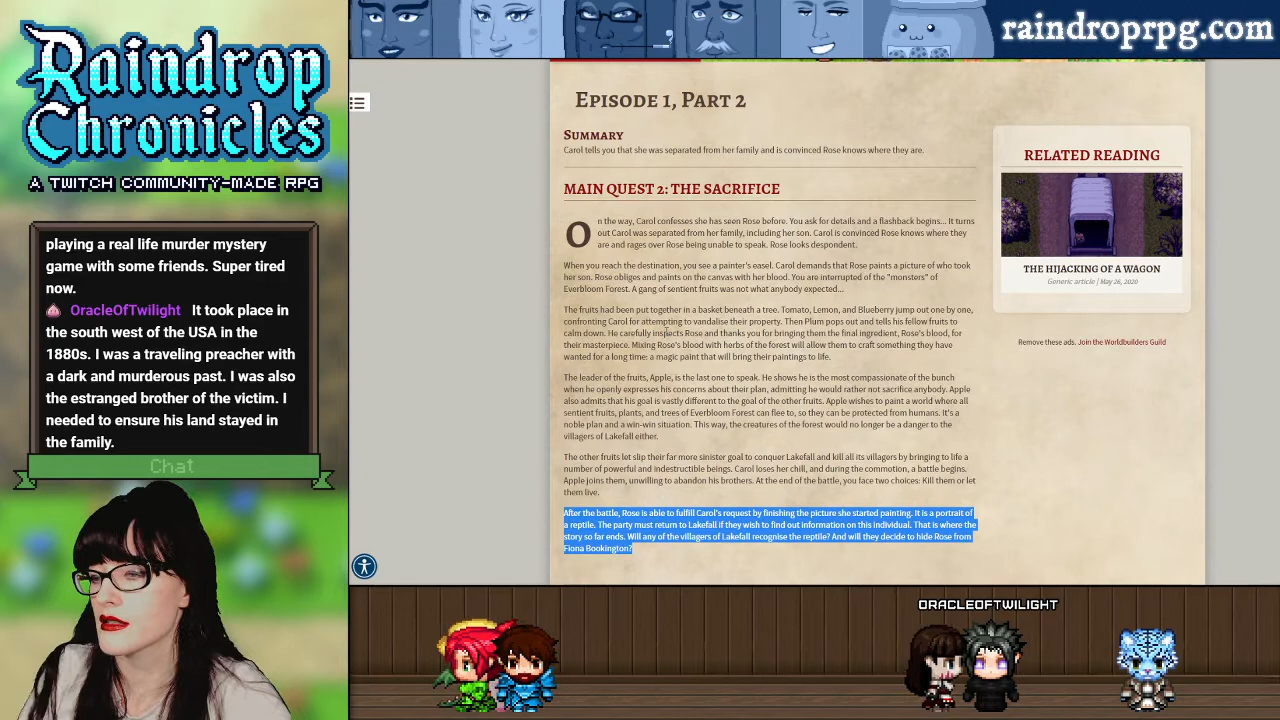 Raindrop
Chronicles
A TWITCH COMMUNITY-MADE RPG
playing a real life murder mystery
game with some friends. Super tired
now.
OracleOfTwilight It took place in
the south west of the USA in the
1880s. I was a traveling preacher with
a dark and murderous past. I was also
the estranged brother of the victim. I
needed to ensure his land stayed in
the family.
Chat
raindroprpg.com
Episode 1, Part 2
Summary
Carol tells you that she was separated from her family and is convinced Rose knows where they are.
MAIN QUEST 2: THE SACRIFICE
On the way, Carol confesses she has seen Rose before. You ask for details and a flashback begins... It turns
out Carol was separated from her family, including her son. Carol is convinced Rose knows where they
are and rages over Rose being unable to speak. Rose looks despondent.
When you reach the destination, you see a painter's easel. Carol demands that Rose paints a picture of who took
her son. Rose obliges and paints on the canvas with her blood. You are interrupted of the "monsters" of
Everbloom Forest. A gang of sentient fruits was not what anybody expected...
The fruits had been put together in a basket beneath a tree. Tomato, Lemon, and Blueberry jump out one by one,
confronting Carol for attempting to vandalise their property. Then Plum pops out and tells his fellow fruits to
calm down. He carefully inspects Rose and thanks you for bringing them the final ingredient, Rose's blood, for
their masterpiece. Mixing Rose's blood with herbs of the forest will allow them to craft something they have
wanted for a long time: a magic paint that will bring their paintings to life.
The leader of the fruits, Apple, is the last one to speak. He shows he is the most compassionate of the bunch
when he openly expresses his concerns about their plan, admitting he would rather not sacrifice anybody. Apple
also admits that his goal is vastly different to the goal of the other fruits. Apple wishes to paint a world where all
sentient fruits, plants, and trees of Everbloom Forest can flee to, so they can be protected from humans. It's a
noble plan and a win-win situation. This way, the creatures of the forest would no longer be a danger to the
villagers of Lakefall either.
The other fruits let slip their far more sinister goal to conquer Lakefall and kill all its villagers by bringing to life a
number of powerful and indestructible beings. Carol loses her chill, and during the commotion, a battle begins.
Apple joins them, unwilling to abandon his brothers. At the end of the battle, you face two choices: Kill them or let
them live.
After the battle, Rose is able to fulfill Carol's request by finishing the picture she started painting. It is a portrait of
a reptile. The party must return to Lakefall if they wish to find out information on this individual. That is where the
story so far ends. Will any of the villagers of Lakefall recognise the reptile? And will they decide to hide Rose from
Fiona Bookington?
RELATED READING
THE HIJACKING OF A WAGON
Generic article | May 26, 2020
Remove these ads. Join the Worldbuilders Guild
ORACLEOFTWILIGHT